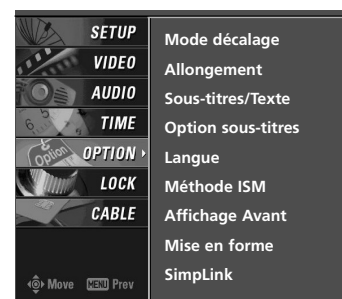 SETUP
VIDEO
AUDIO
TIME
OPTION
LOCK
CABLE
Move MENU Prev
Mode décalage
Allongement
Sous-titres/Texte
Option sous-titres
Langue
Méthode ISM
Affichage Avant
Mise en forme
SimpLink